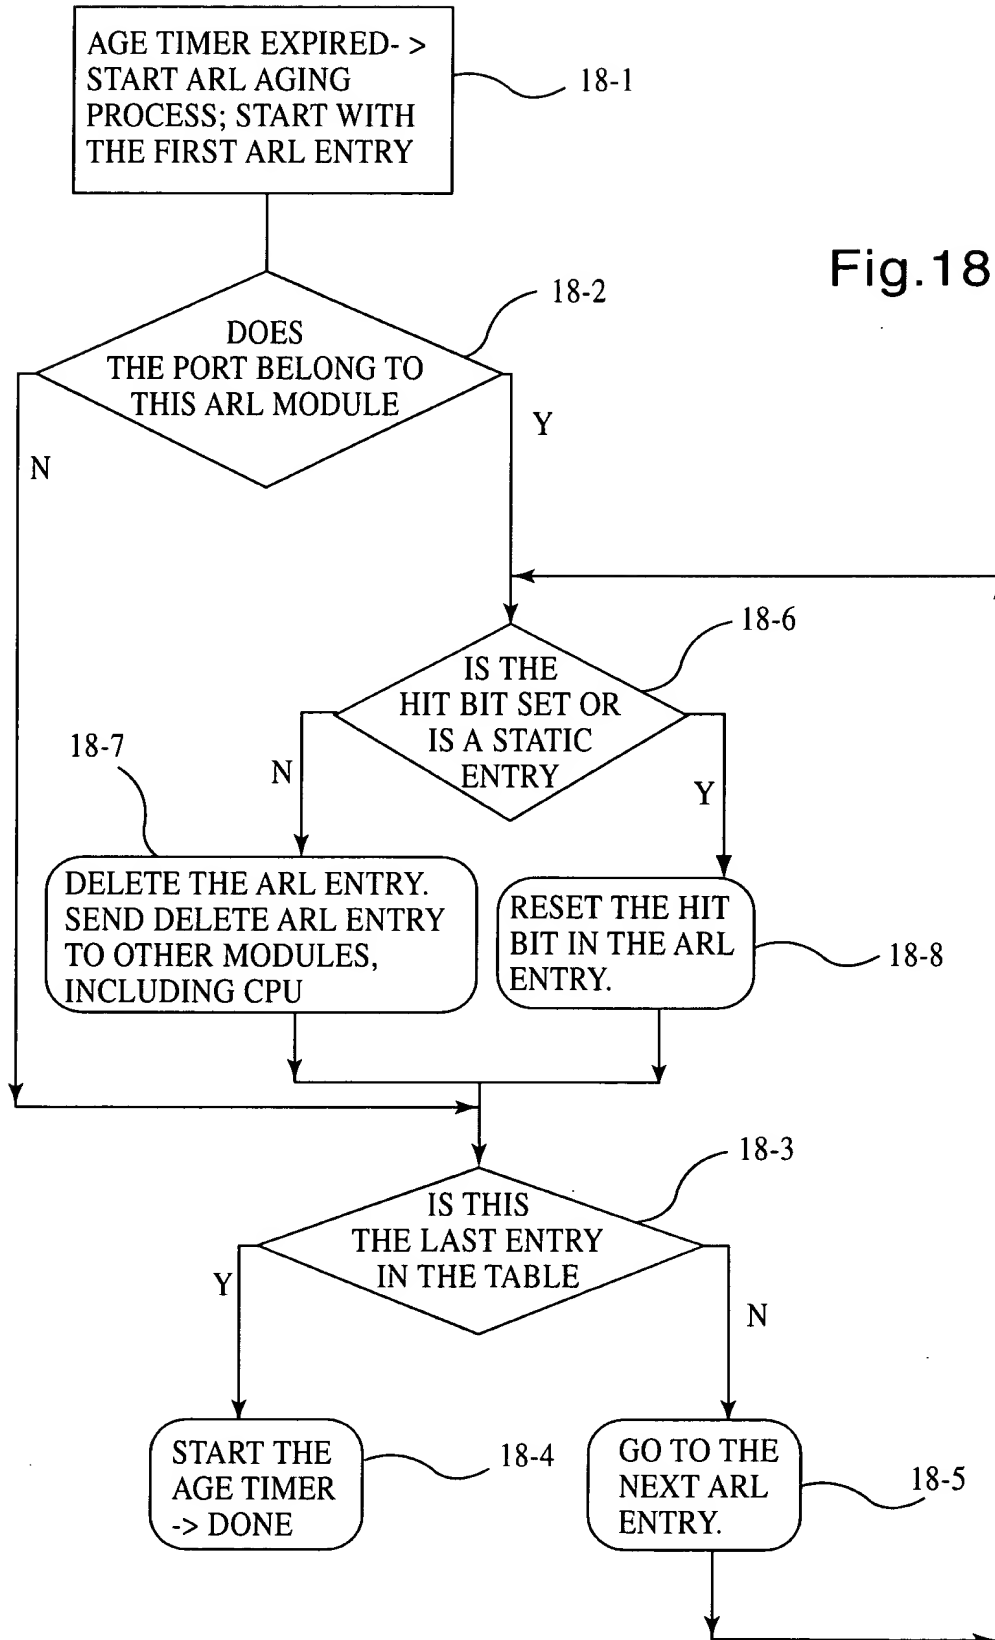 AGE TIMER EXPIRED- >
START ARL AGING
PROCESS; START WITH
THE FIRST ARL ENTRY
18-1
Fig.18
18-2
DOES
THE PORT BELONG TO
THIS ARL MODULE
Y
N
18-6
IS THE
HIT BIT SET OR
IS A STATIC
ENTRY
18-7
N
Y
DELETE THE ARL ENTRY.
SEND DELETE ARL ENTRY
TO OTHER MODULES,
INCLUDING CPU
RESET THE HIT
BIT IN THE ARL
ENTRY.
18-8
18-3
IS THIS
THE LAST ENTRY
IN THE TABLE
Y
N
START THE
AGE TIMER
-> DONE
18-4
GO TO THE
NEXT ARL
ENTRY.
18-5